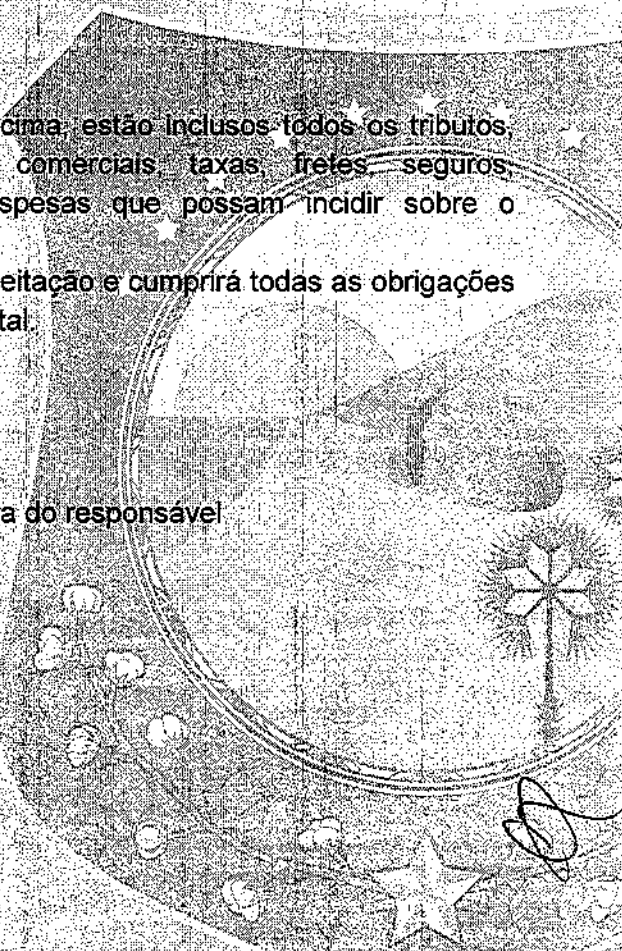 cima, estão inclusos todos os tributos,
comerciais, taxas, fretes, seguros,
spesas que possam incidir sobre o
eitação e cumprirá todas as obrigações
tal.
a do responsável